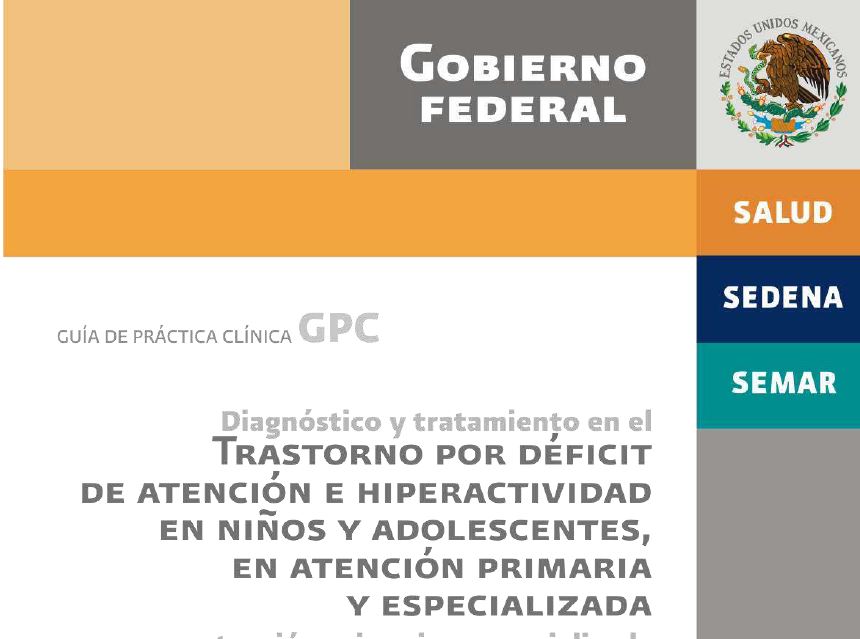 GOBIERNO
FEDERAL
ESTADOS UNIDOS MEXICANOS
SALUD
SEDENA
SEMAR
GUÍA DE PRÁCTICA CLÍNICA GPC
Diagnóstico y tratamiento en el
TRASTORNO POR DÉFICIT
DE ATENCIÓN E HIPERACTIVIDAD
EN NIÑOS Y ADOLESCENTES,
EN ATENCIÓN PRIMARIA
Y ESPECIALIZADA